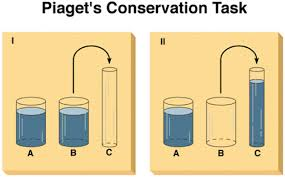 Piaget's Conservation Task
I
A B C
II
A B C